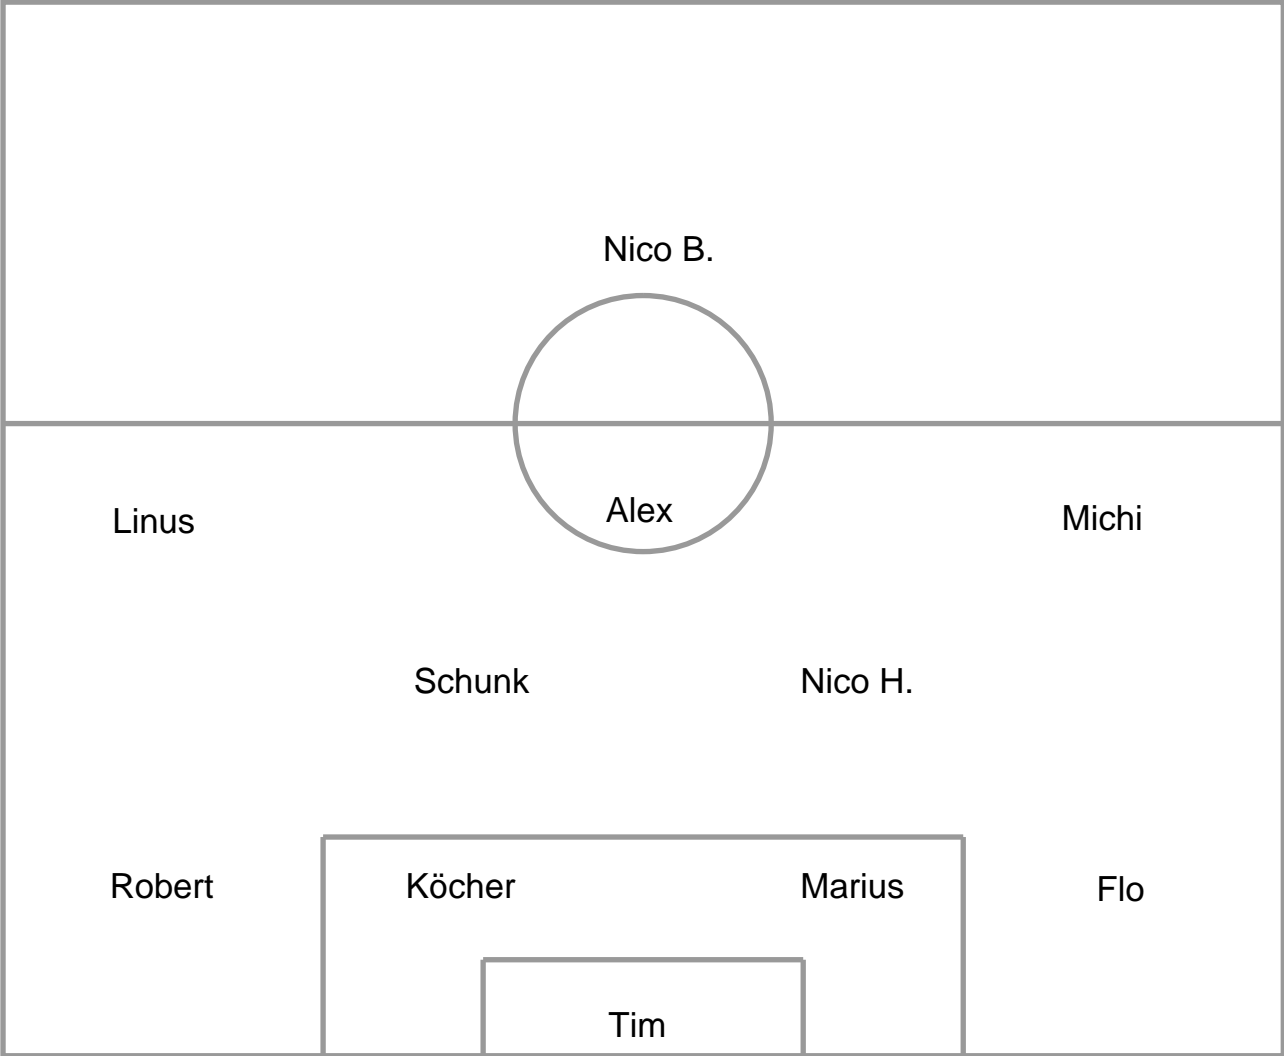 Nico B.
Linus
Alex
Michi
Schunk
Nico H.
Robert
Köcher
Marius
Flo
Tim